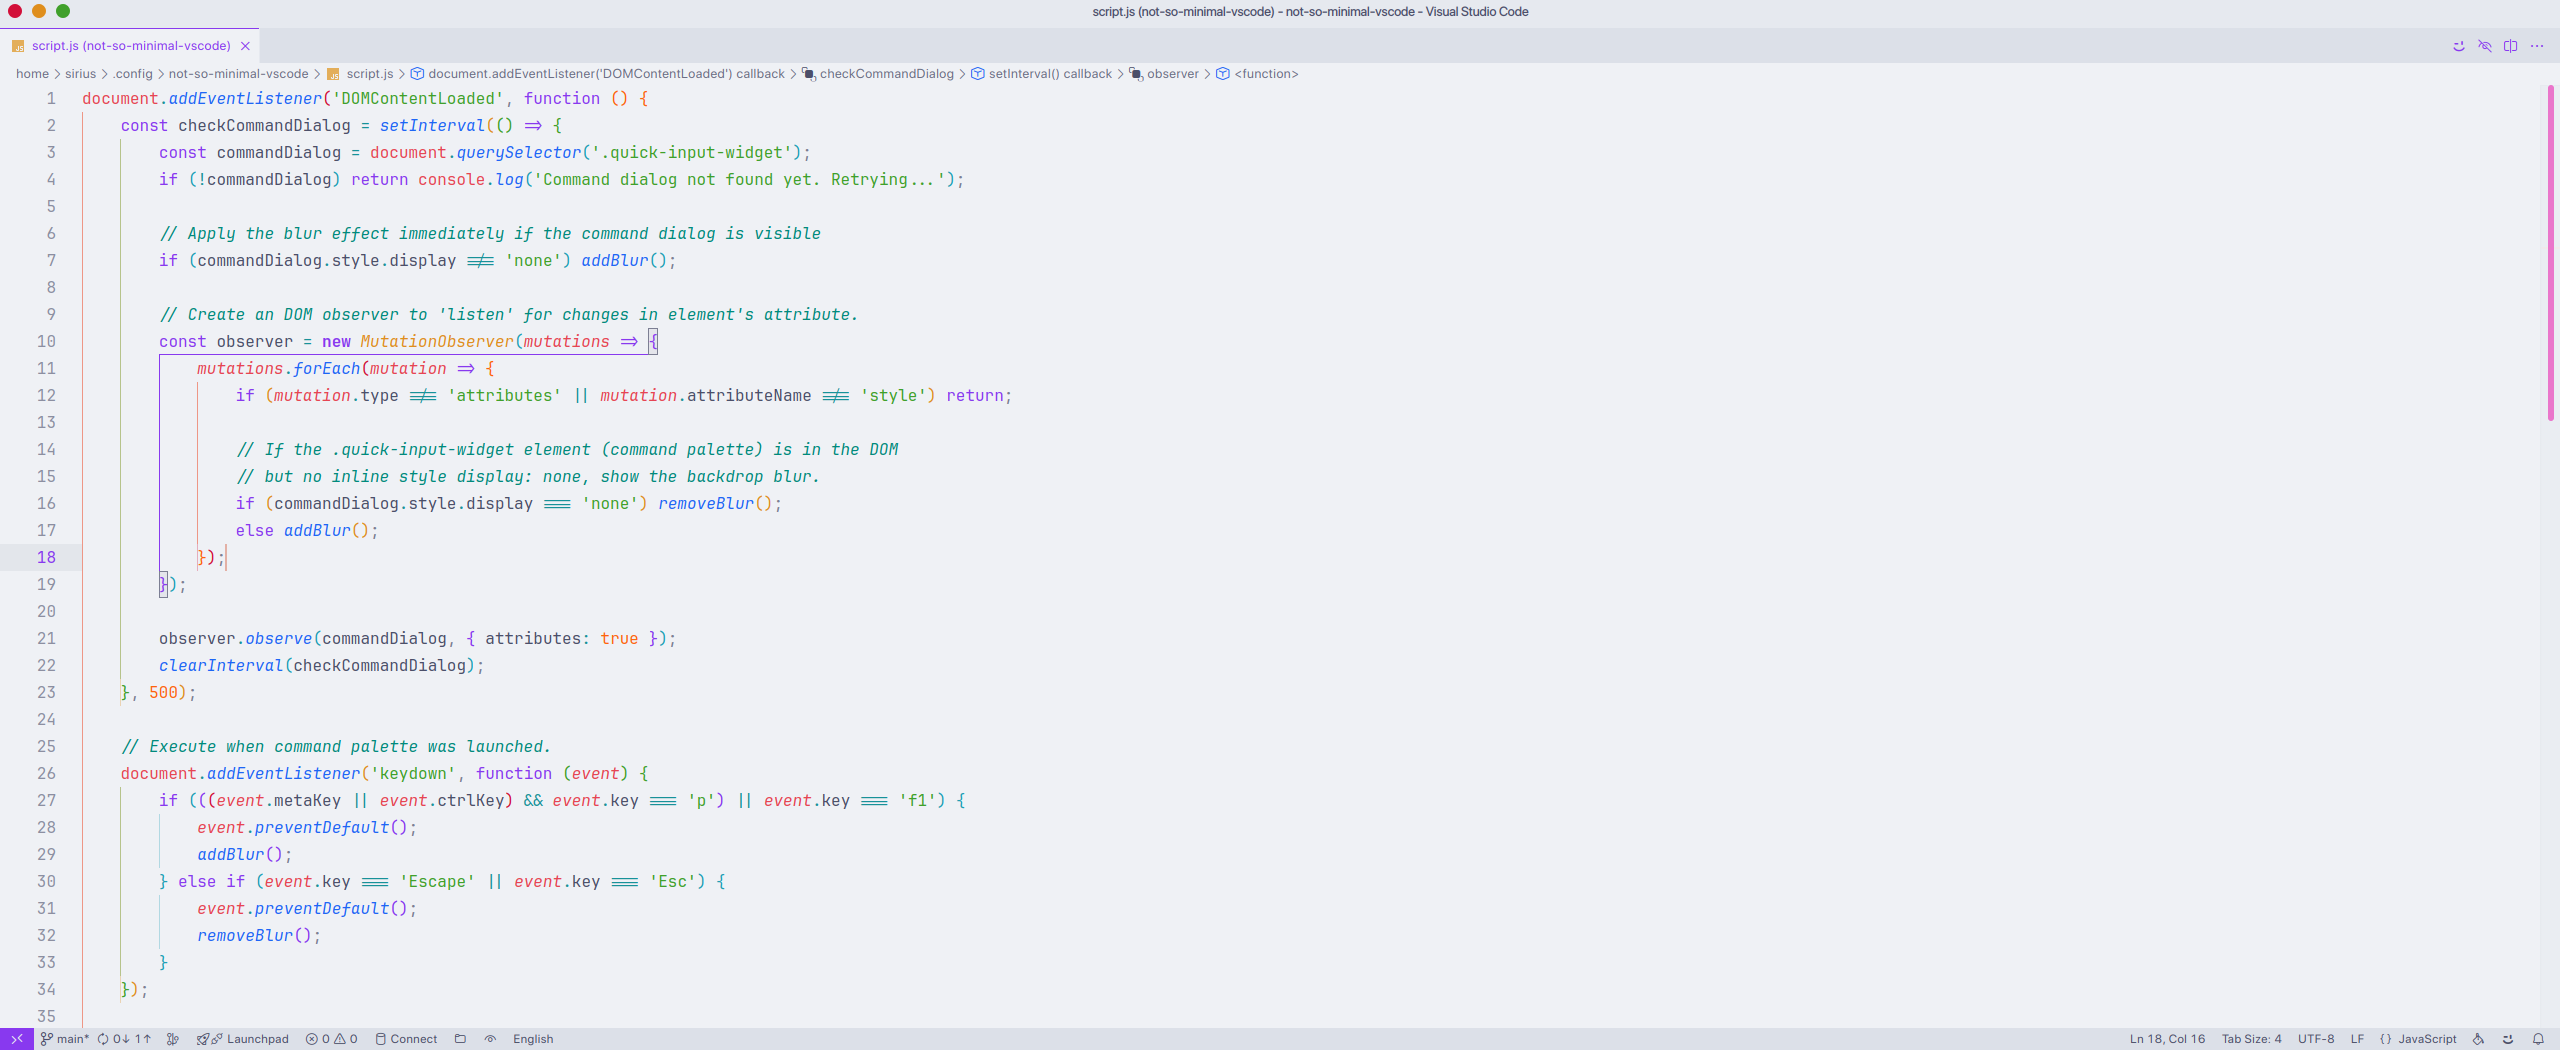 script.js (not-so-minimal-vscode) - not-so-minimal-vscode - Visual Studio Code
JS script.js (not-so-minimal-vscode)
home > sirius > .config > not-so-minimal-vscode > JS script.js > document.addEventListener('DOMContentLoaded') callback > checkCommandDialog > setInterval() callback > observer > <function>
1 document.addEventListener('DOMContentLoaded', function () {
2 const checkCommandDialog = setInterval(() => {
3 const commandDialog = document.querySelector('.quick-input-widget');
4 if (!commandDialog) return console.log('Command dialog not found yet. Retrying...');
5
6 // Apply the blur effect immediately if the command dialog is visible
7 if (commandDialog.style.display !== 'none') addBlur();
8
9 // Create an DOM observer to 'listen' for changes in element's attribute.
10 const observer = new MutationObserver(mutations => {
11 mutations.forEach(mutation => {
12 if (mutation.type !== 'attributes' || mutation.attributeName !== 'style') return;
13
14 // If the .quick-input-widget element (command palette) is in the DOM
15 // but no inline style display: none, show the backdrop blur.
16 if (commandDialog.style.display === 'none') removeBlur();
17 else addBlur();
18 });
19 });
20
21 observer.observe(commandDialog, { attributes: true });
22 clearInterval(checkCommandDialog);
23 }, 500);
24
25 // Execute when command palette was launched.
26 document.addEventListener('keydown', function (event) {
27 if (((event.metaKey || event.ctrlKey) && event.key === 'p') || event.key === 'f1') {
28 event.preventDefault();
29 addBlur();
30 } else if (event.key === 'Escape' || event.key === 'Esc') {
31 event.preventDefault();
32 removeBlur();
33 }
34 });
35
main* 0↓ 1↑ Launchpad 0 0 Connect English Ln 18, Col 16 Tab Size: 4 UTF-8 LF {} JavaScript